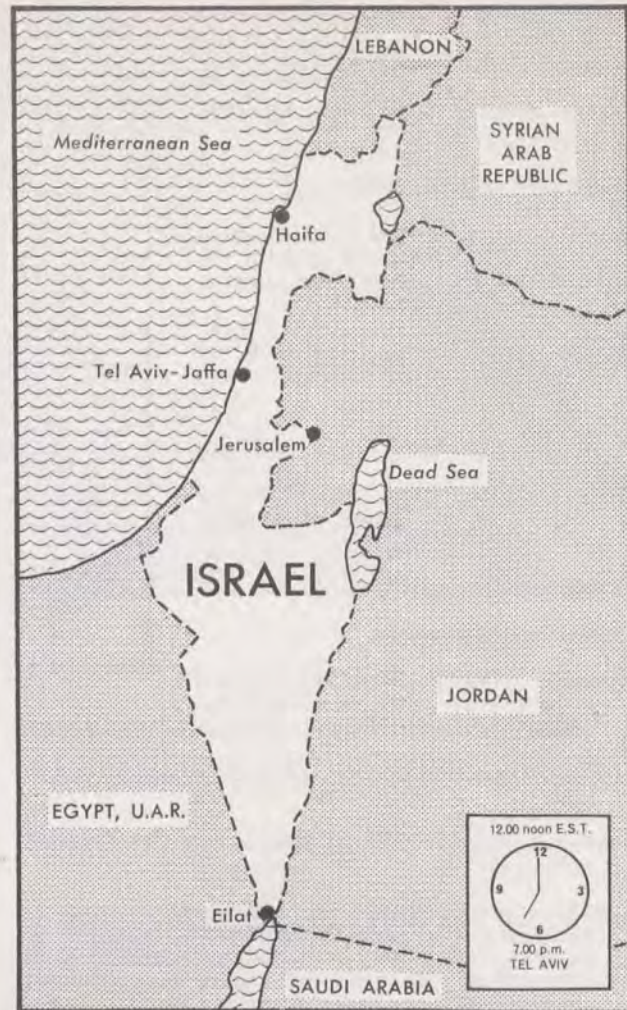 LEBANON
Mediterranean Sea
SYRIAN
ARAB
REPUBLIC
Haifa
Tel Aviv-Jaffa
Jerusalem
Dead Sea
ISRAEL
JORDAN
EGYPT, U.A.R.
12.00 noon E.S.T.
12
9
3
6
7.00 p.m.
TEL AVIV
Eilat
SAUDI ARABIA